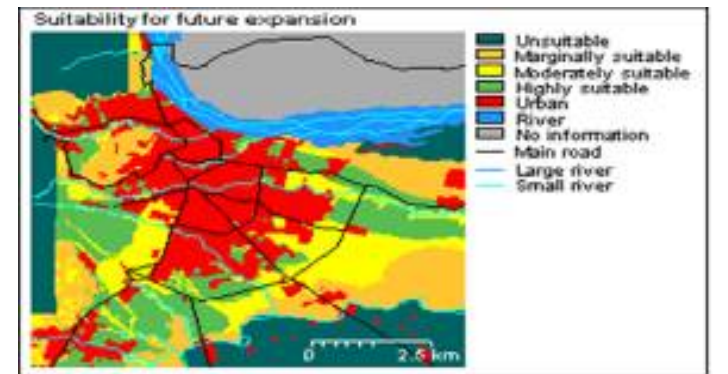 Suitability for future expansion
Unsuitable
Marginally suitable
Moderately suitable
Highly suitable
Urban
River
No information
Main road
Large river
Small river
0 2.5 km